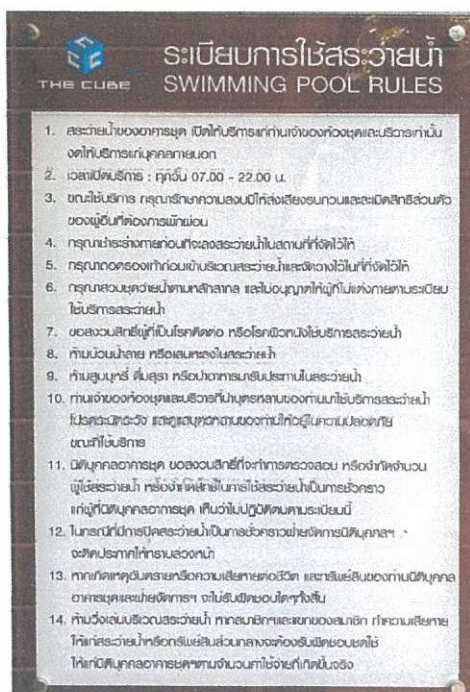 THE CUBE
ระเบียบการใช้สระว่ายน้ำ
SWIMMING POOL RULES
1. สระว่ายน้ำของอาคารชุด เปิดให้บริการแก่ท่านเจ้าของห้องชุดและบริวารเท่านั้น
งดให้บริการแก่บุคคลภายนอก
2. เวลาเปิดบริการ : ทุกวัน 07.00 - 22.00 น.
3. ขณะใช้บริการ กรุณารักษาความสงบมิให้ส่งเสียงรบกวนและละเมิดสิทธิส่วนตัว
ของผู้อื่นที่ต้องการพักผ่อน
4. กรุณาชำระร่างกายก่อนที่จะลงสระว่ายน้ำในสถานที่ที่จัดไว้ให้
5. กรุณาถอดรองเท้าก่อนเข้าบริเวณสระว่ายน้ำและจัดวางไว้ในที่ที่จัดไว้ให้
6. กรุณาสวมชุดว่ายน้ำตามหลักสากล และไม่อนุญาตให้ผู้ที่ไม่แต่งกายตามระเบียบ
ใช้บริการสระว่ายน้ำ
7. ขอสงวนสิทธิ์ผู้ที่เป็นโรคติดต่อ หรือโรคผิวหนังใช้บริการสระว่ายน้ำ
8. ห้ามบ้วนน้ำลาย หรือเสมหะลงในสระว่ายน้ำ
9. ห้ามสูบบุหรี่ ดื่มสุรา หรือนำอาหารมารับประทานในสระว่ายน้ำ
10. ท่านเจ้าของห้องชุดและบริวารที่นำบุตรหลานของท่านมาใช้บริการสระว่ายน้ำ
โปรดระมัดระวัง และดูแลบุตรหลานของท่านให้อยู่ในความปลอดภัย
ขณะที่ใช้บริการ
11. นิติบุคคลอาคารชุด ขอสงวนสิทธิ์ที่จะทำการตรวจสอบ หรือจำกัดจำนวน
ผู้ใช้สระว่ายน้ำ หรือจำกัดสิทธิ์ในการใช้สระว่ายน้ำเป็นการชั่วคราว
แก่ผู้ที่นิติบุคคลอาคารชุด เห็นว่าไม่ปฏิบัติตนตามระเบียบนี้
12. ในกรณีที่มีการปิดสระว่ายน้ำเป็นการชั่วคราวฝ่ายจัดการนิติบุคคลฯ
จะติดประกาศให้ทราบล่วงหน้า
13. หากเกิดเหตุอันตรายหรือความเสียหายต่อชีวิต และทรัพย์สินของท่านนิติบุคคล
อาคารชุดและฝ่ายจัดการฯ จะไม่รับผิดชอบใดๆทั้งสิ้น
14. ห้ามวิ่งเล่นบริเวณสระว่ายน้ำ หากสมาชิกฯและแขกของสมาชิก ทำความเสียหาย
ให้แก่สระว่ายน้ำหรือทรัพย์สินส่วนกลางจะต้องรับผิดชอบชดใช้
ให้แก่นิติบุคคลอาคารชุดฯตามจำนวนค่าใช้จ่ายที่เกิดขึ้นจริง